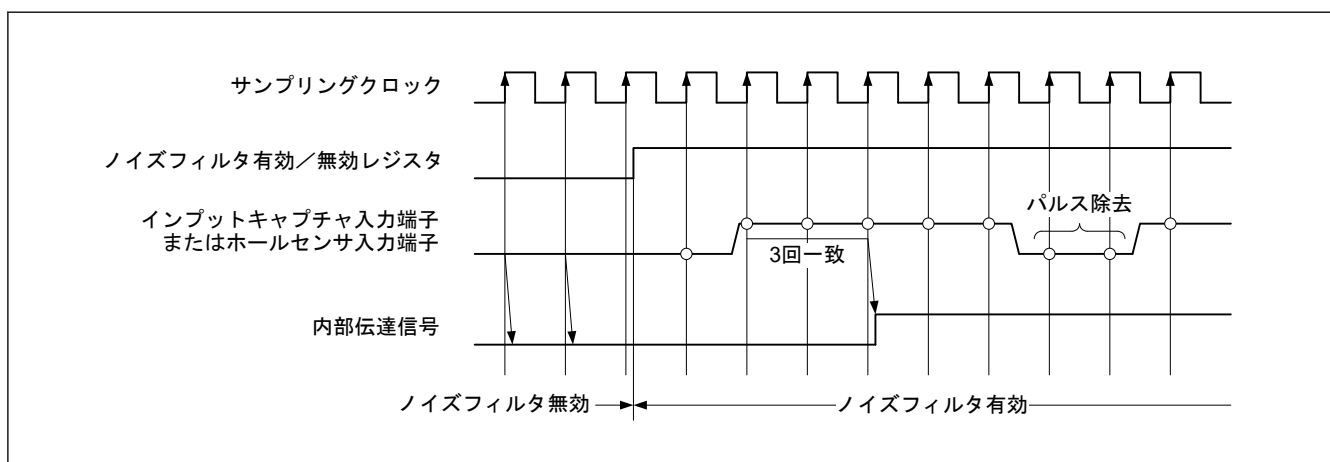 サンプリングクロック
ノイズフィルタ有効／無効レジスタ
インプットキャプチャ入力端子
またはホールセンサ入力端子
パルス除去
3回一致
内部伝達信号
ノイズフィルタ無効
ノイズフィルタ有効